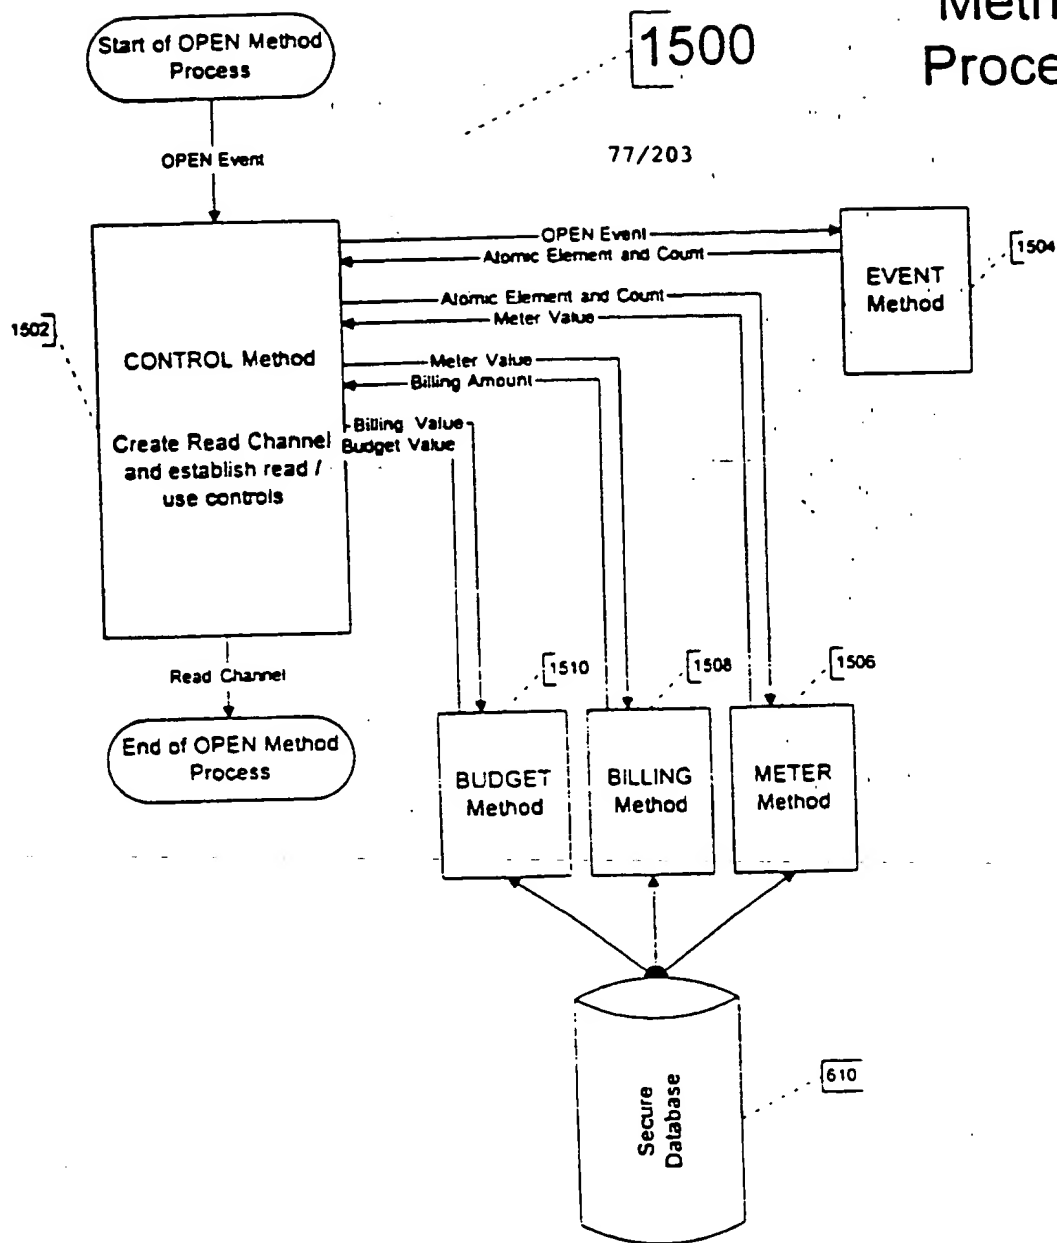 Start of OPEN Method
Process
1500
Proce
77/203
OPEN Event
OPEN Event
Atomic Element and Count
1504
EVENT
Method
Atomic Element and Count
Meter Value
1502
CONTROL Method
Meter Value
Billing Amount
Billing Value
Budget Value
Create Read Channel
and establish read /
use controls
Read Channel
1510
1508
1506
End of OPEN Method
Process
BUDGET
Method
BILLING
Method
METER
Method
610
Secure
Database